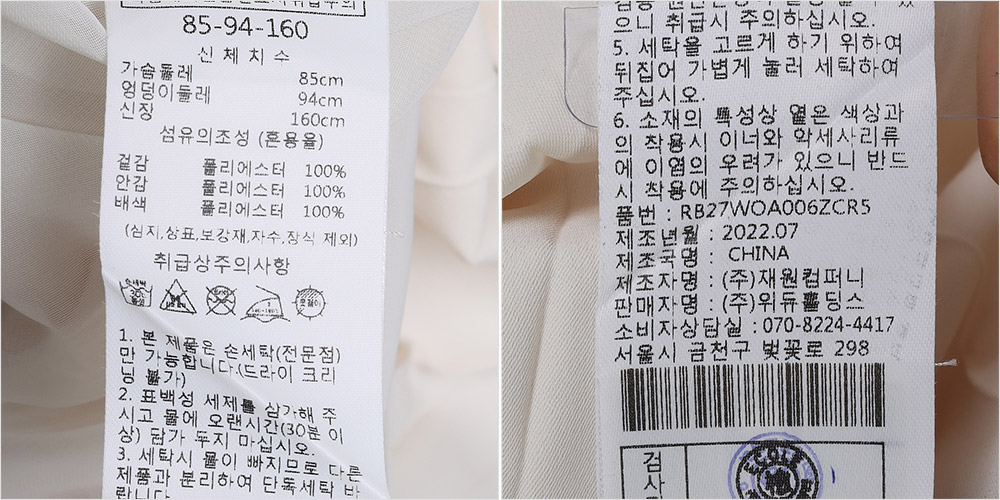 85-94-160
신체치수
가슴둘레 85cm
엉덩이둘레 94cm
신장 160cm
섬유의조성 (혼용율)
겉감 폴리에스터 100%
안감 폴리에스터 100%
배색 폴리에스터 100%
(심지,상표,보강재,자수,장식 제외)
취급상주의사항
손세탁
30℃
1. 본 제품은 손세탁(전문점)
만 가능합니다.(드라이 크리
닝 불가)
2. 표백성 세제를 삼가해 주
시고 물에 오랜시간(30분 이
상) 담가 두지 마십시오.
3. 세탁시 물이 빠지므로 다른
제품과 분리하여 단독세탁 바
랍니다
으니 취급시 주의하십시오.
5. 세탁을 고르게 하기 위하여
뒤집어 가볍게 눌러 세탁하여
주십시오.
6. 소재의 특성상 옅은 색상과
의 착용시 이너와 악세사리류
에 이염의 우려가 있으니 반드
시 착용에 주의하십시오.
품번 : RB27WOA006ZCR5
제조년월 : 2022.07
제조국명 : CHINA
제조자명 : (주)재원컴퍼니
판매자명 : (주)위듀홀딩스
소비자상담실 : 070-8224-4417
서울시 금천구 벚꽃로 298
검
사